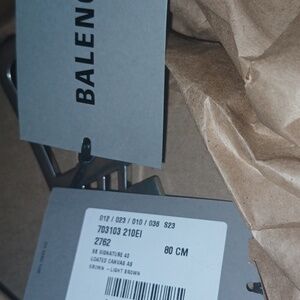 BALENC
012 / 023 / 010 / 036 S23
703103 210EI
2762 80 CM
BB SIGNATURE 40
COATED CANVAS AG
BROWN - LIGHT BROWN